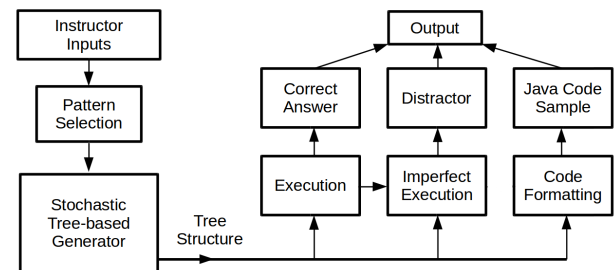 Instructor
Inputs
Pattern
Selection
Stochastic
Tree-based
Generator
Tree
Structure
Output
Correct
Answer
Distractor
Java Code
Sample
Execution
Imperfect
Execution
Code
Formatting